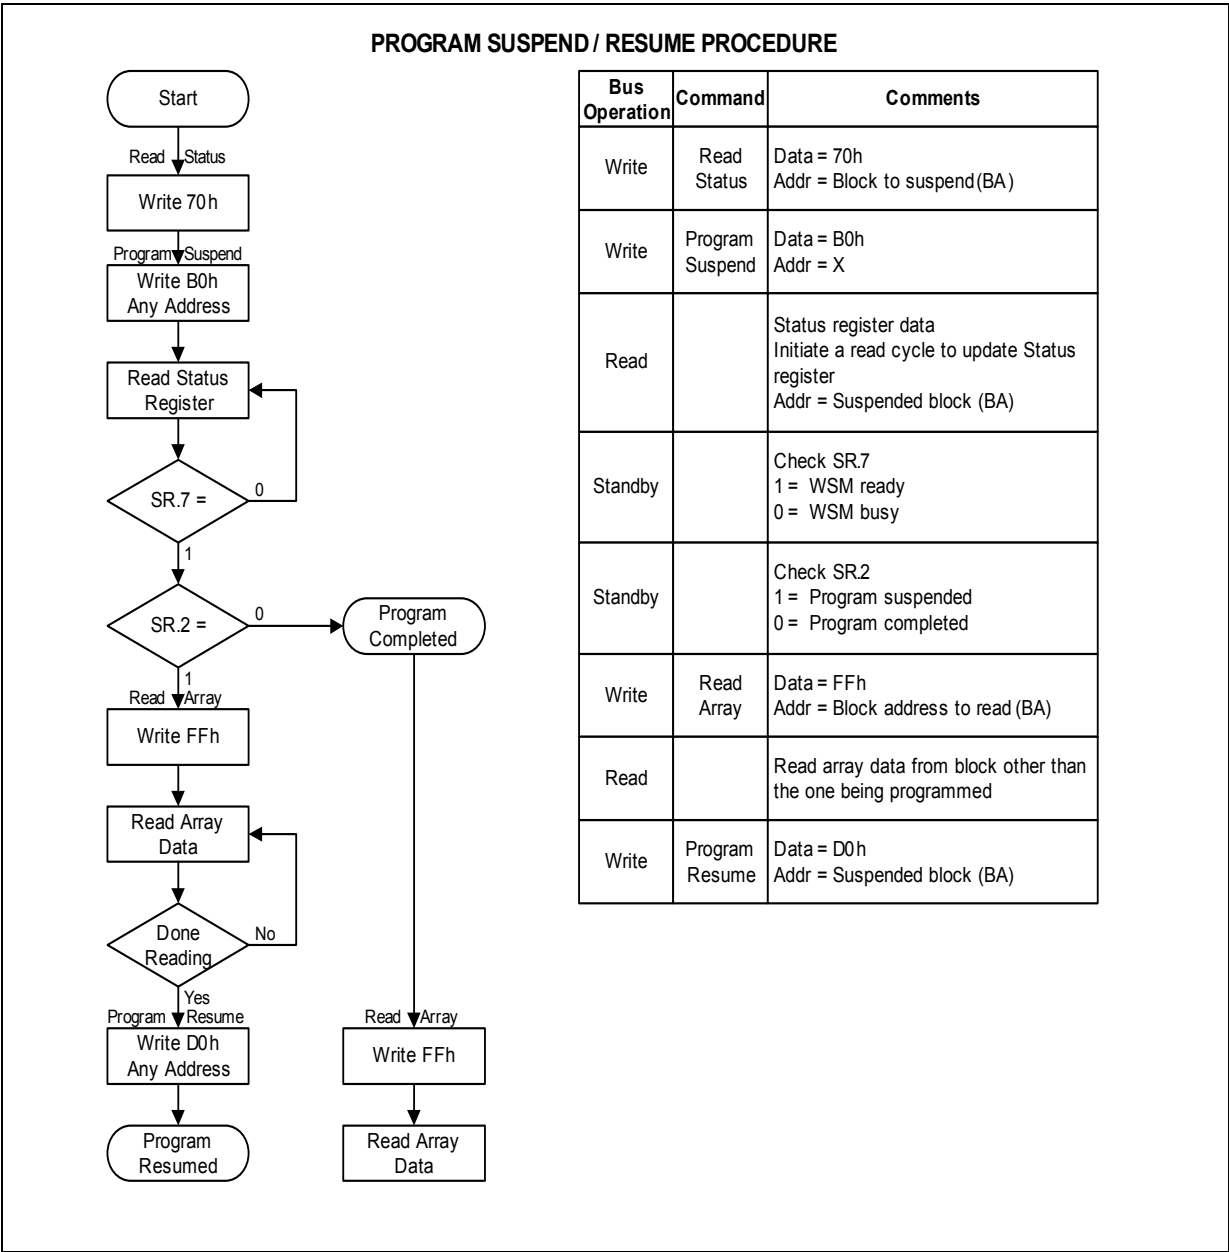 PROGRAM SUSPEND / RESUME PROCEDURE
Start
Read Status
Write 70h
Program Suspend
Write B0h
Any Address
Read Status
Register
SR.7 =
0
1
SR.2 =
0
Program
Completed
1
Read Array
Write FFh
Read Array
Data
Done
Reading
No
Yes
Program Resume
Write D0h
Any Address
Program
Resumed
Read Array
Write FFh
Read Array
Data
Bus
Operation
Command
Comments
Write
Read
Status
Data = 70h
Addr = Block to suspend (BA)
Write
Program
Suspend
Data = B0h
Addr = X
Read
Status register data
Initiate a read cycle to update Status
register
Addr = Suspended block (BA)
Standby
Check SR.7
1 = WSM ready
0 = WSM busy
Standby
Check SR.2
1 = Program suspended
0 = Program completed
Write
Read
Array
Data = FFh
Addr = Block address to read (BA)
Read
Read array data from block other than
the one being programmed
Write
Program
Resume
Data = D0h
Addr = Suspended block (BA)